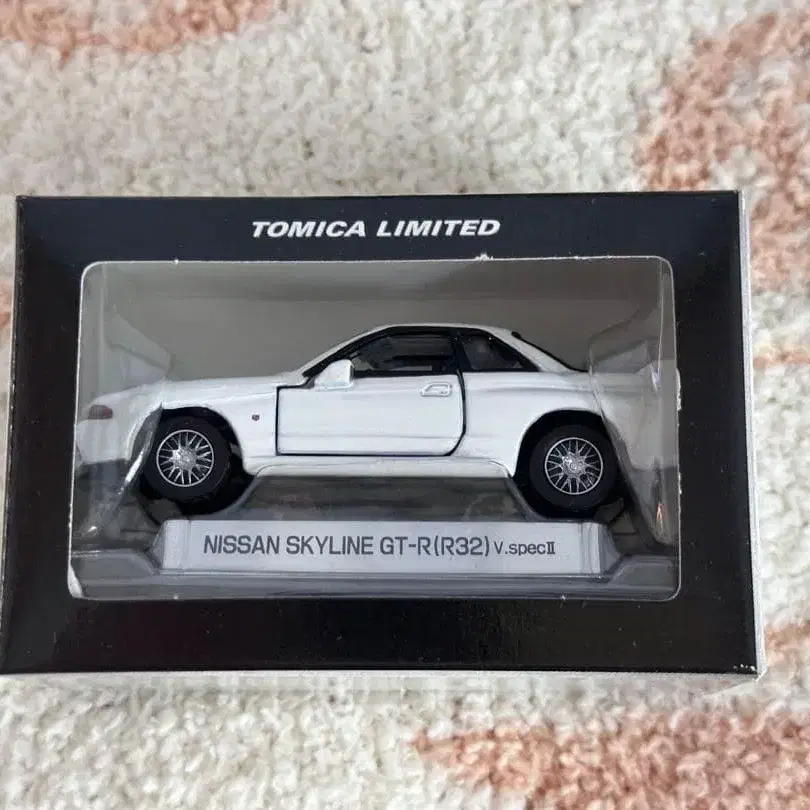 TOMICA LIMITED
NISSAN SKYLINE GT-R(R32) V.specⅡ